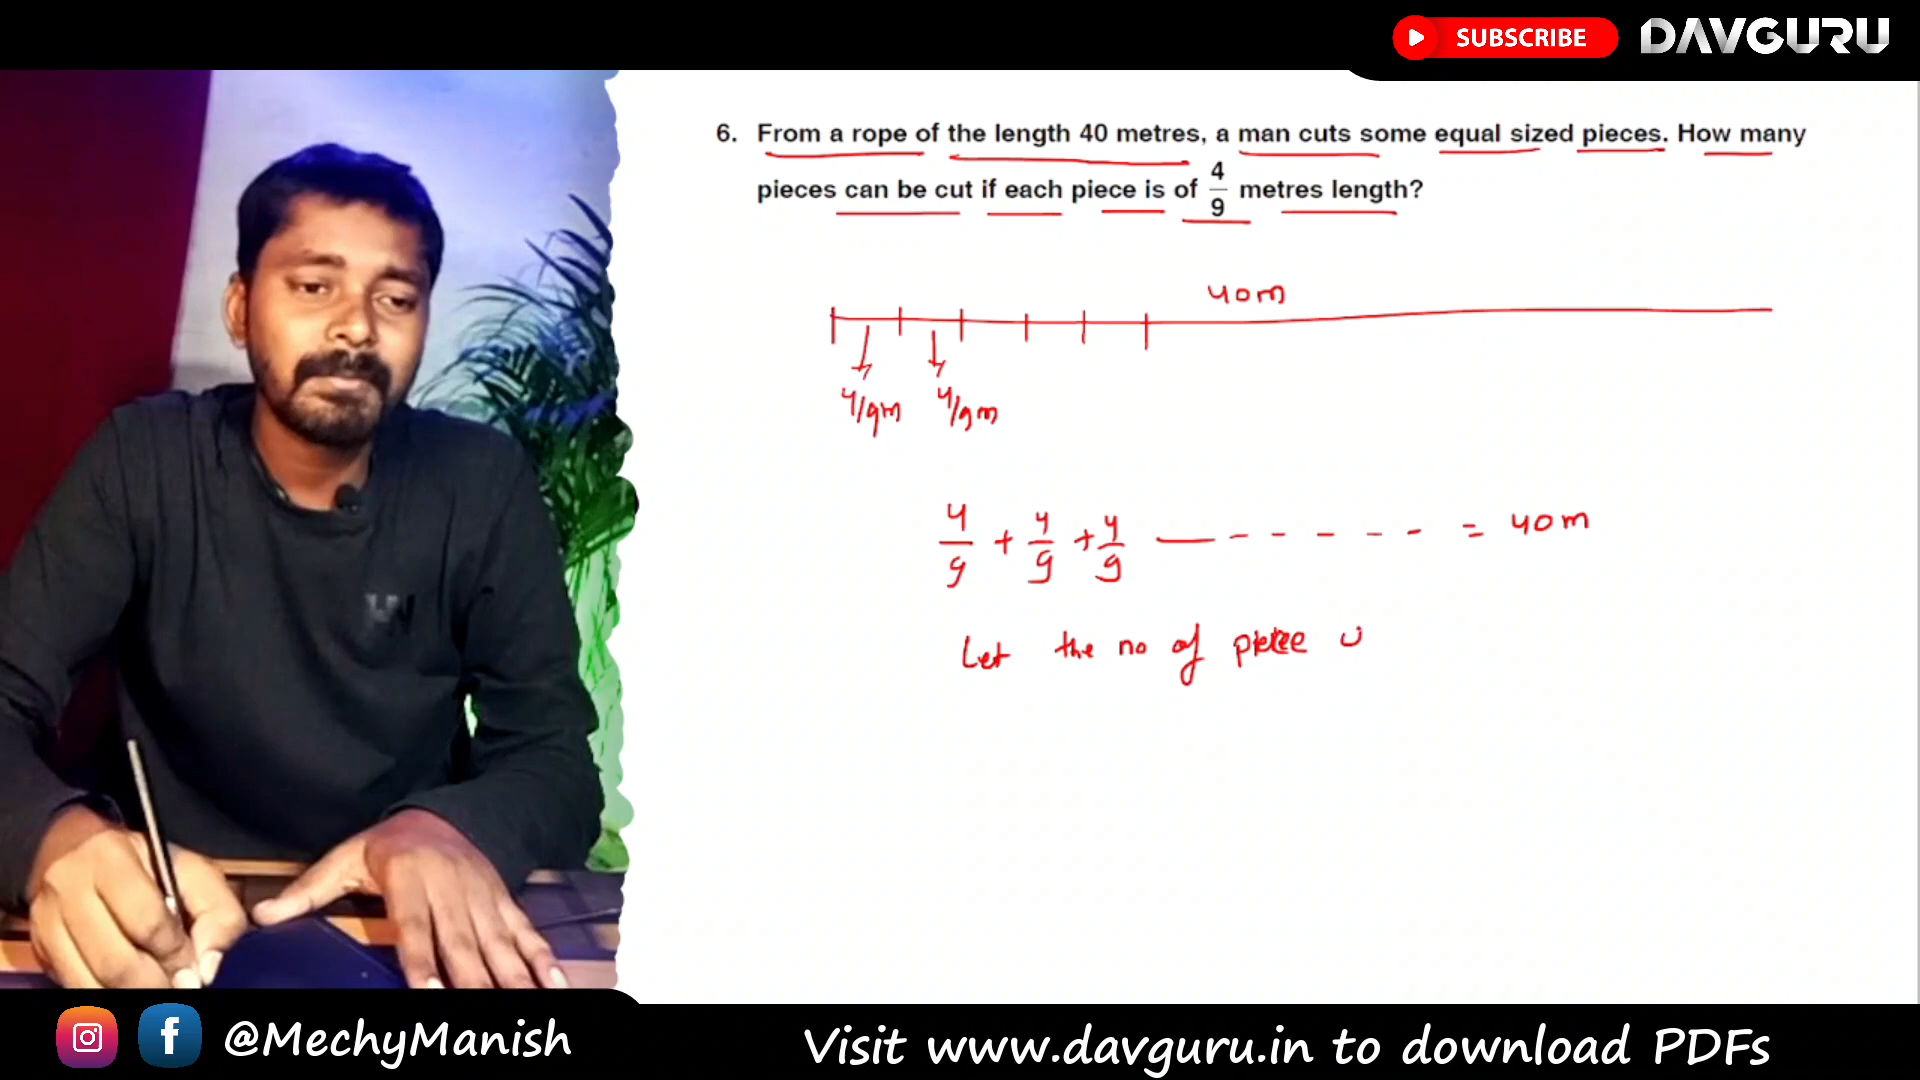 SUBSCRIBE DAVGURU
6. From a rope of the length 40 metres, a man cuts some equal sized pieces. How many
pieces can be cut if each piece is of 4/9 metres length?
40m
4/9m 4/9m
4/9 + 4/9 + 4/9 — - - - - - = 40m
Let the no of piece
@MechyManish
Visit www.davguru.in to download PDFs